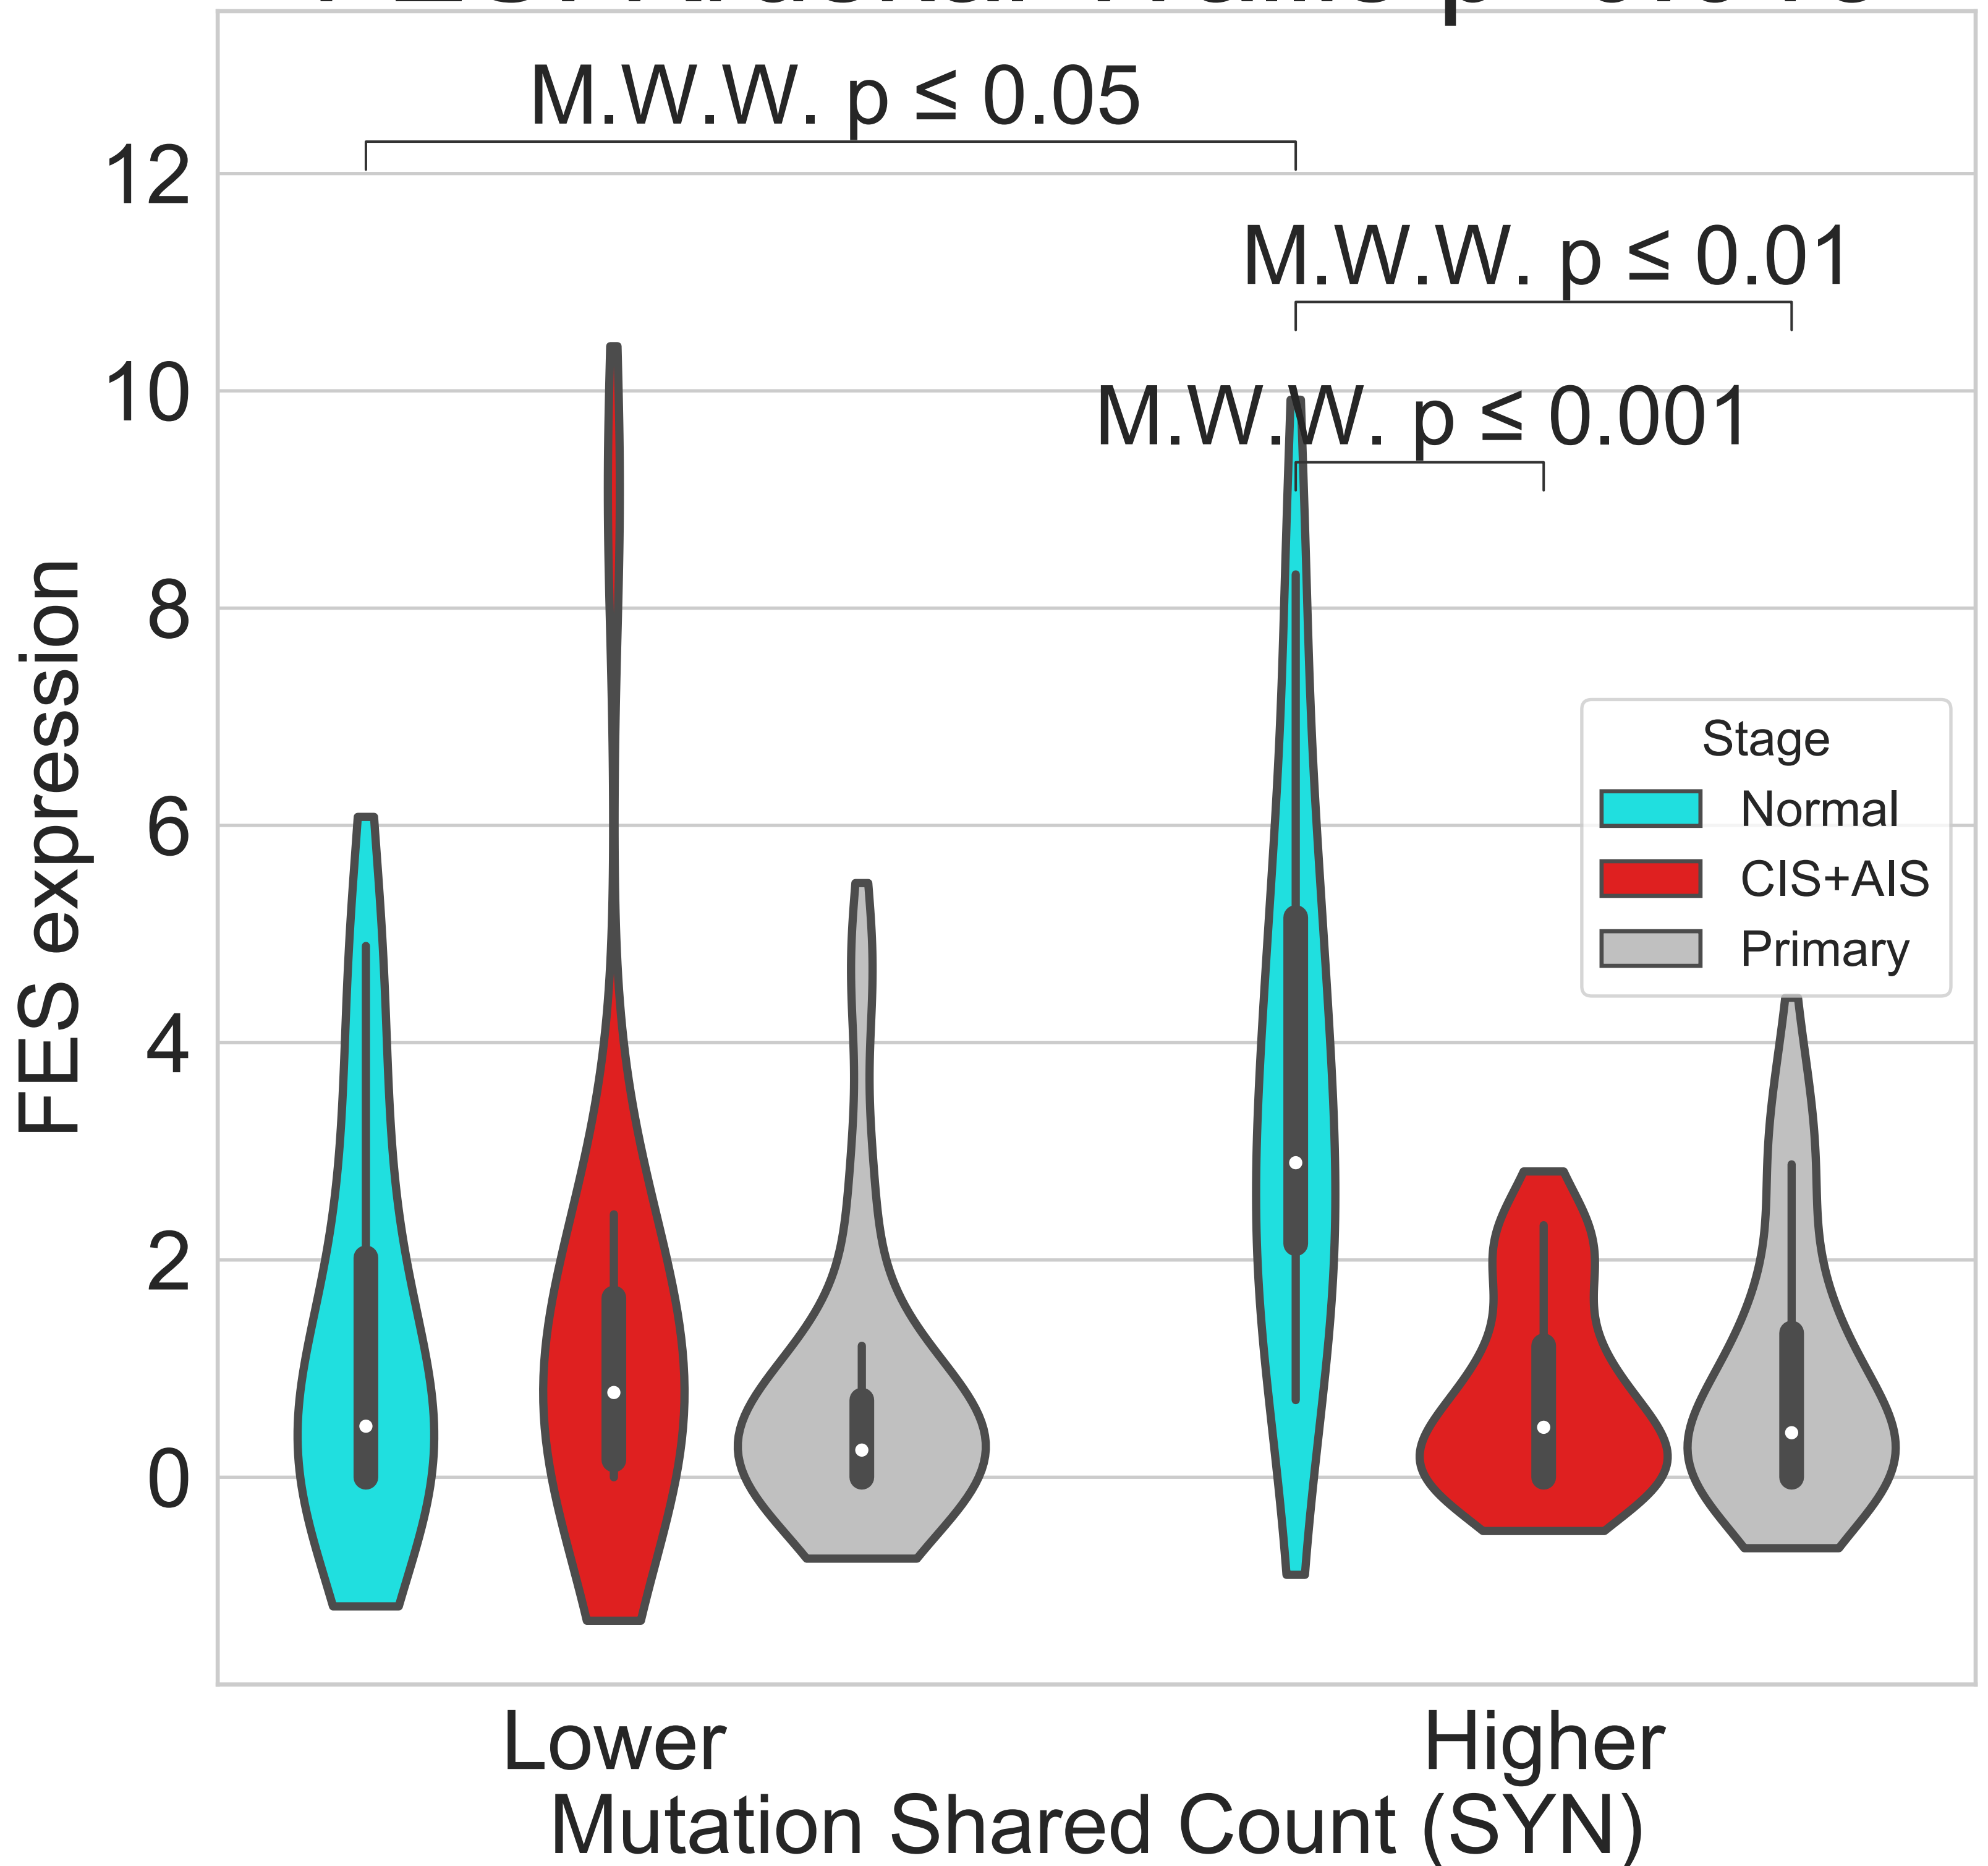 M.W.W. p ≤ 0.05
12
M.W.W. p ≤ 0.01
10
M.W.W. p ≤ 0.001
8
Stage
Normal
CIS+AIS
Primary
6
4
2
0
FES expression
Lower
Higher
Mutation Shared Count (SYN)